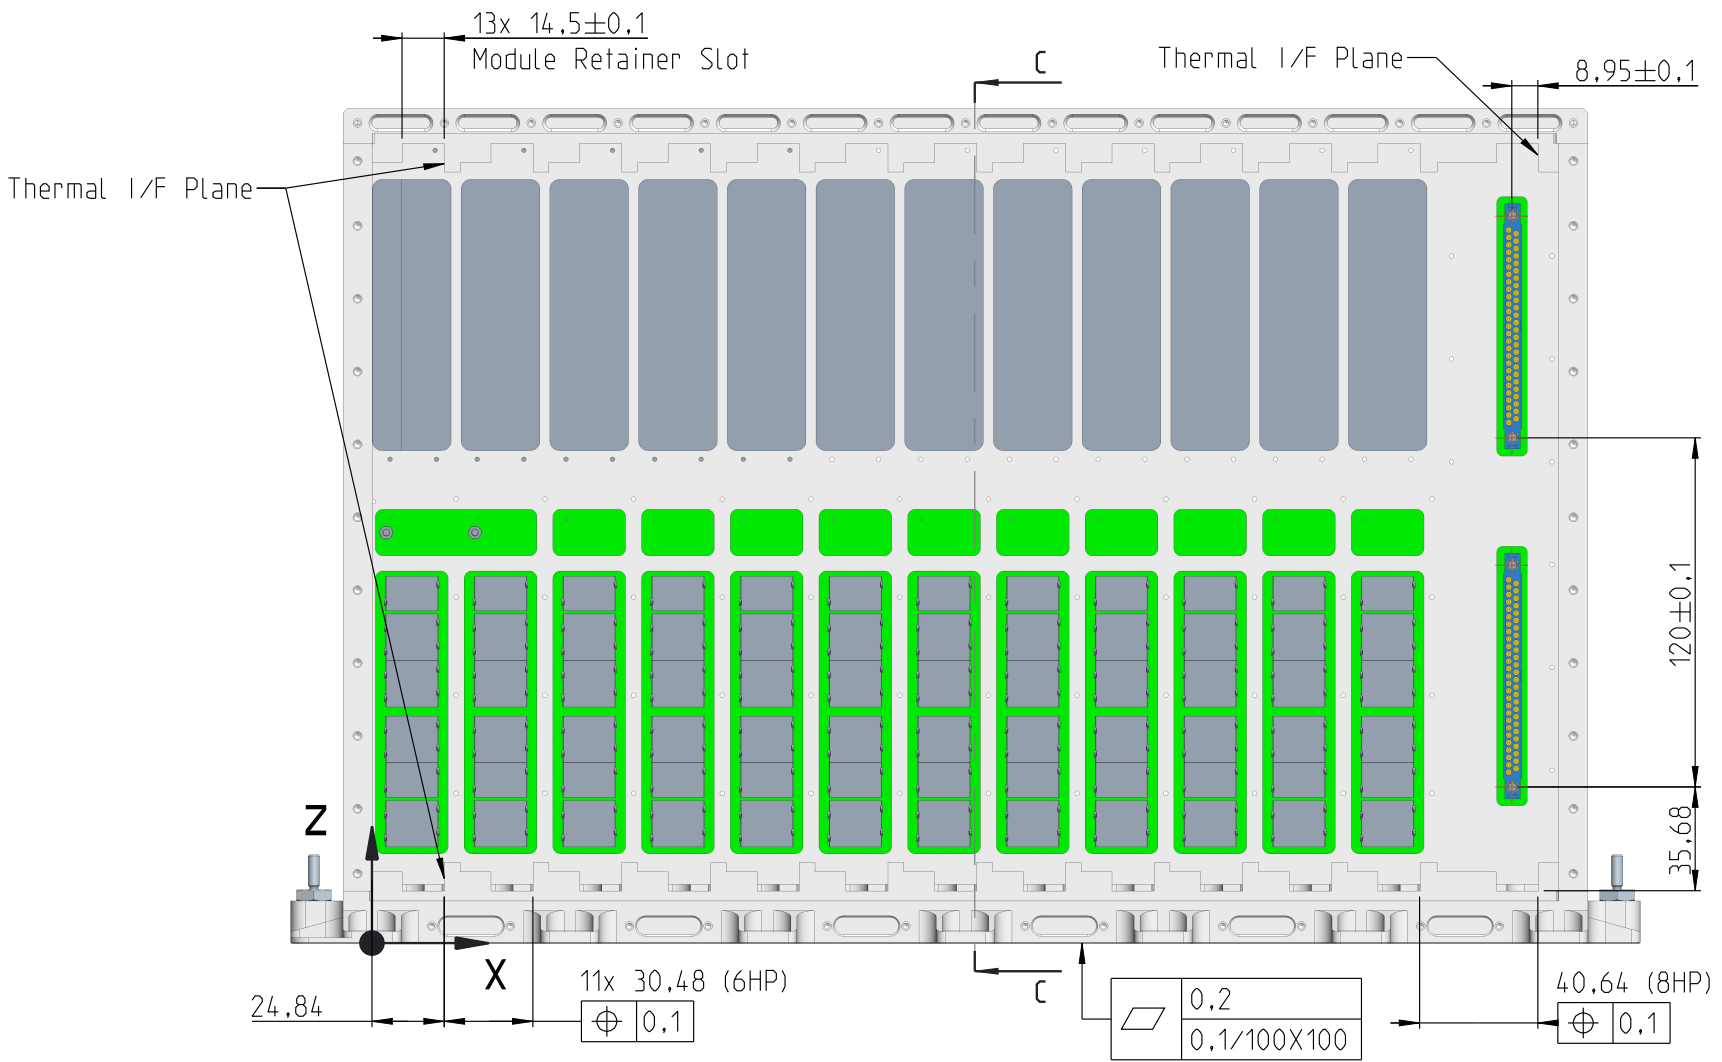 13x 14,5±0,1
Module Retainer Slot
C
Thermal I/F Plane
8,95±0,1
Thermal I/F Plane
120±0,1
35,68
Z
X
24,84
11x 30,48 (6HP)
0,1
C
0,2
0,1/100X100
40,64 (8HP)
0,1